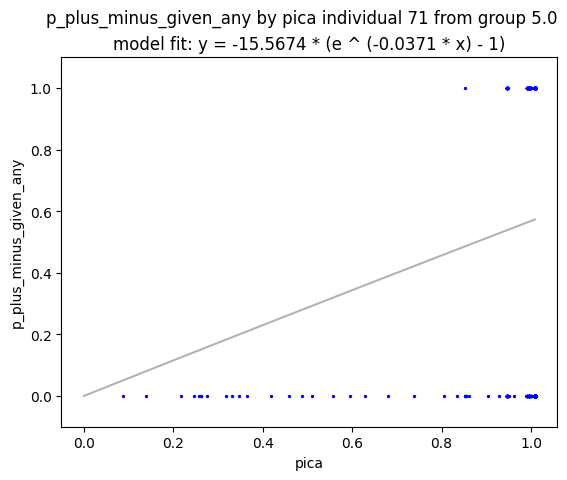 p_plus_minus_given_any by pica individual 71 from group 5.0
model fit: y = -15.5674 * (e ^ (-0.0371 * x) - 1)
p_plus_minus_given_any
1.0
0.8
0.6
0.4
0.2
0.0
0.0 0.2 0.4 0.6 0.8 1.0
pica